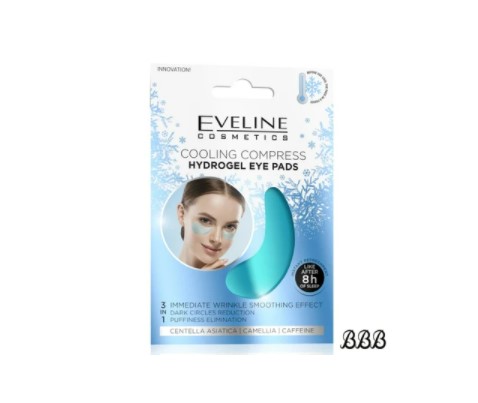 INNOVATION!
EVELINE
COSMETICS
COOLING COMPRESS
HYDROGEL EYE PADS
LIKE AFTER
8h
OF SLEEP
3 IN 1
IMMEDIATE WRINKLE SMOOTHING EFFECT
DARK CIRCLES REDUCTION
PUFFINESS ELIMINATION
CENTELLA ASIATICA | CAMELLIA | CAFFEINE
BBB